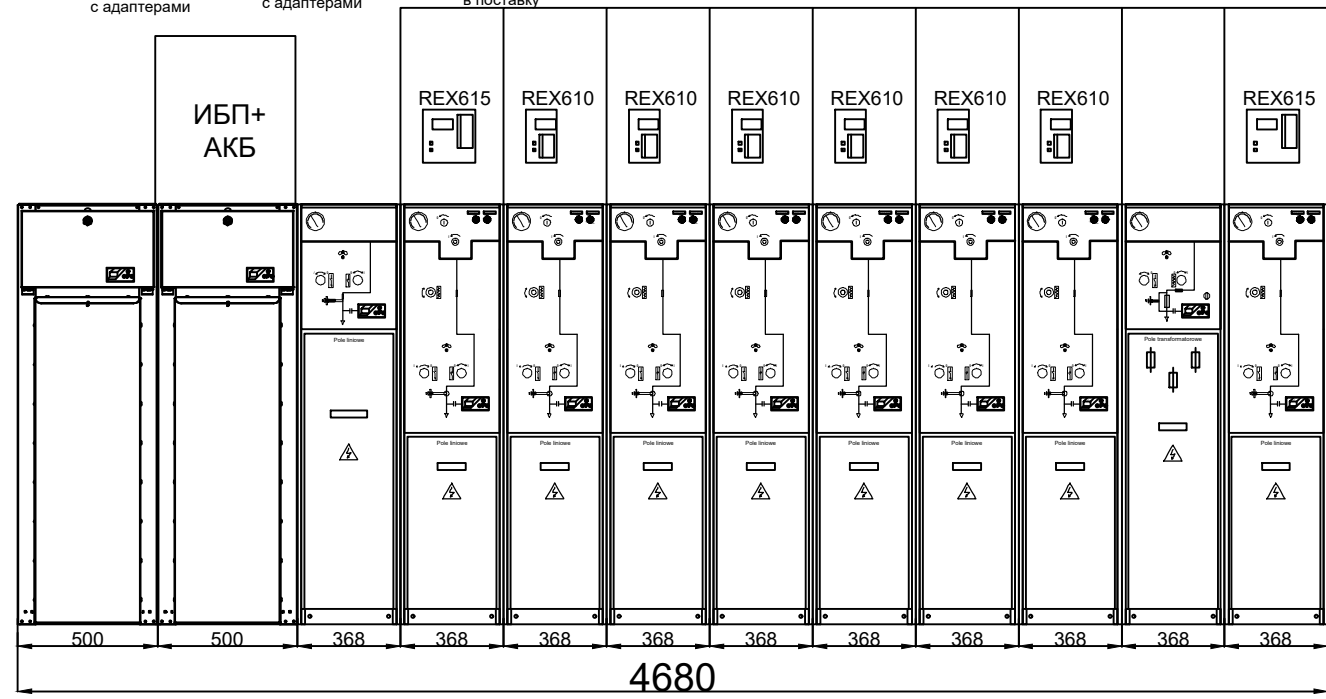 с адаптерами
с адаптерами
в поставку
ИБП+
АКБ
REX615 REX610 REX610 REX610 REX610 REX610 REX610 REX615
Pole liniowe
Pole transformatorowe
Pole liniowe Pole liniowe Pole liniowe Pole liniowe Pole liniowe Pole liniowe Pole liniowe Pole liniowe
500 500 368 368 368 368 368 368 368 368 368 368
4680